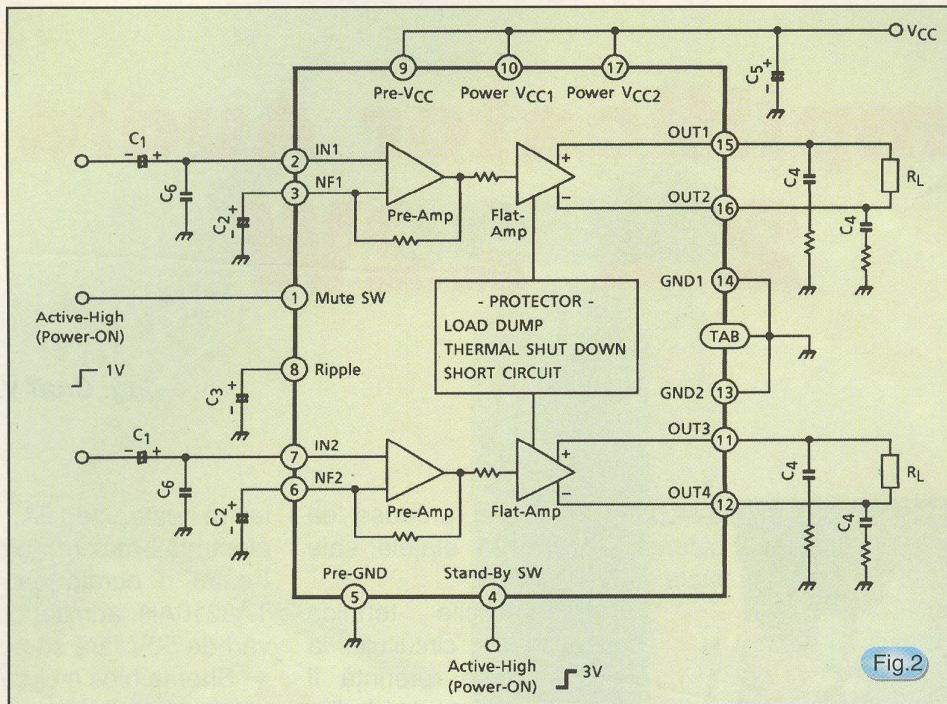 VCC
9
10
17
Pre-VCC
Power VCC1
Power VCC2
C5
+
-
C1
- +
2
IN1
3
NF1
C6
C2
+
-
Pre-Amp
Flat-
Amp
+
-
OUT1
15
OUT2
16
C4
C4
RL
1
Mute SW
Active-High
(Power-ON)
1V
- PROTECTOR -
LOAD DUMP
THERMAL SHUT DOWN
SHORT CIRCUIT
GND1
14
TAB
GND2
13
8
Ripple
C3
+
-
C1
- +
7
IN2
6
NF2
C6
C2
+
-
Pre-Amp
Flat-Amp
+
-
OUT3
11
OUT4
12
C4
C4
RL
Pre-GND
5
Stand-By SW
4
Active-High
(Power-ON)
3V
Fig.2